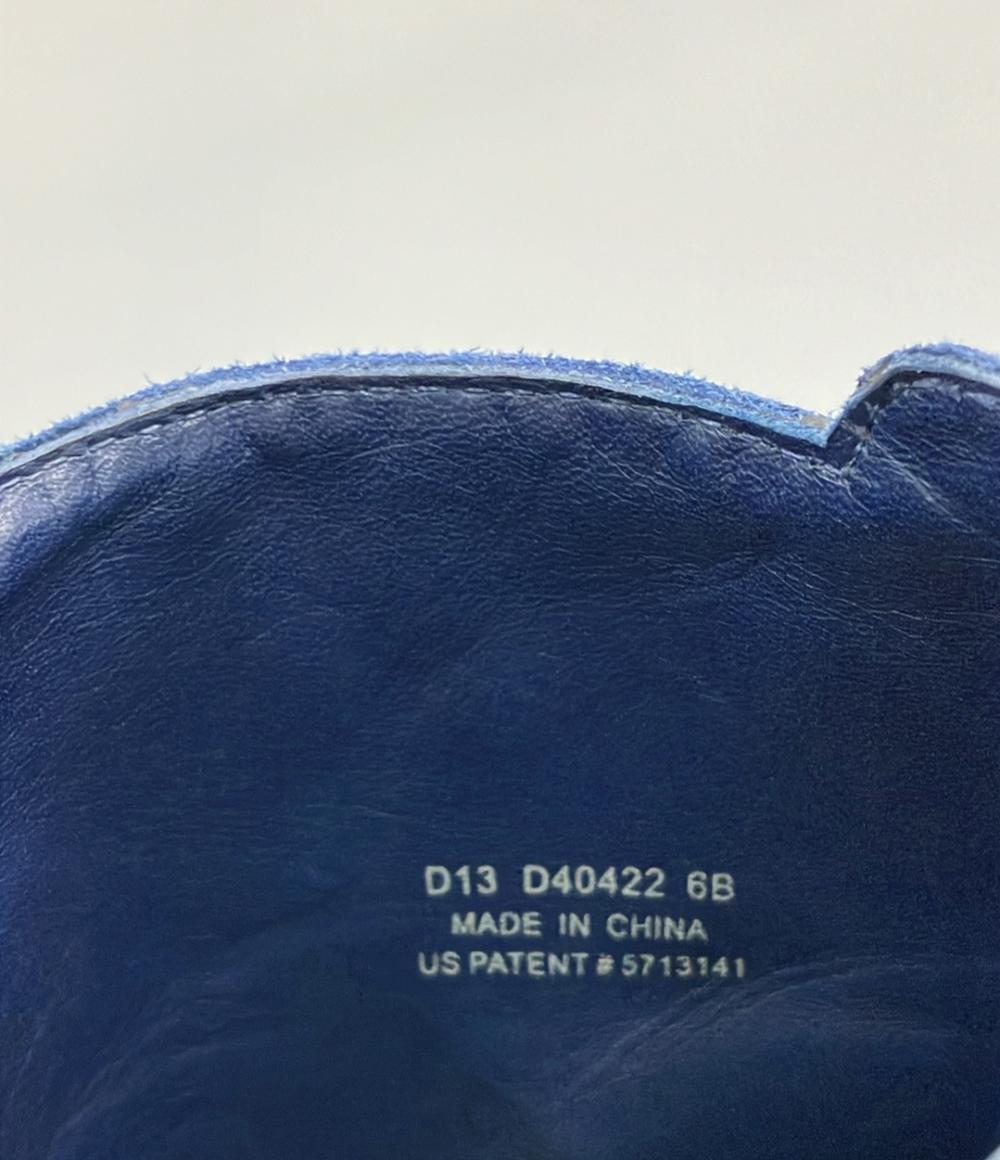 D13 D40422 6B
MADE IN CHINA
US PATENT # 5713141